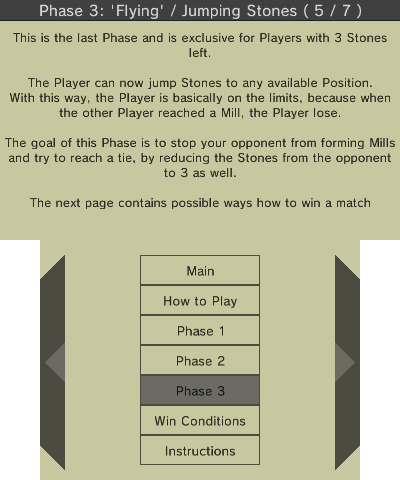 Phase 3: 'Flying' / Jumping Stones ( 5 / 7 )
This is the last Phase and is exclusive for Players with 3 Stones
left.
The Player can now jump Stones to any available Position.
With this way, the Player is basically on the limits, because when
the other Player reached a Mill, the Player lose.
The goal of this Phase is to stop your opponent from forming Mills
and try to reach a tie, by reducing the Stones from the opponent
to 3 as well.
The next page contains possible ways how to win a match
Main
How to Play
Phase 1
Phase 2
Phase 3
Win Conditions
Instructions